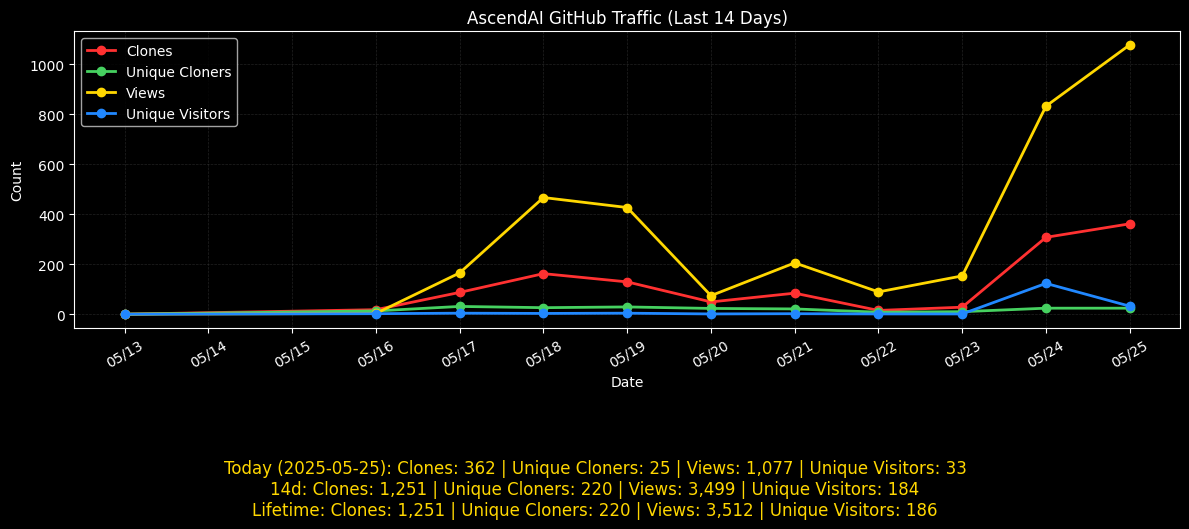 AscendAI GitHub Traffic (Last 14 Days)
Clones
Unique Cloners
Views
Unique Visitors
Count
1000
800
600
400
200
0
05/13
05/14
05/15
05/16
05/17
05/18
05/19
05/20
05/21
05/22
05/23
05/24
05/25
Date
Today (2025-05-25): Clones: 362 | Unique Cloners: 25 | Views: 1,077 | Unique Visitors: 33
14d: Clones: 1,251 | Unique Cloners: 220 | Views: 3,499 | Unique Visitors: 184
Lifetime: Clones: 1,251 | Unique Cloners: 220 | Views: 3,512 | Unique Visitors: 186